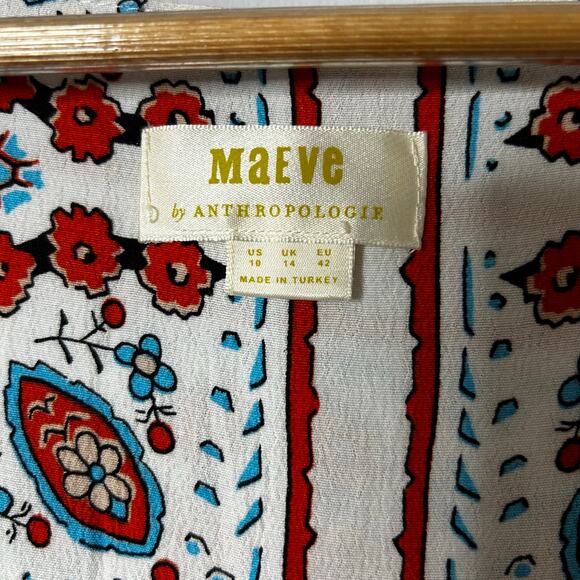 MaEVe
by ANTHROPOLOGIE
US UK EU
10 14 42
MADE IN TURKEY